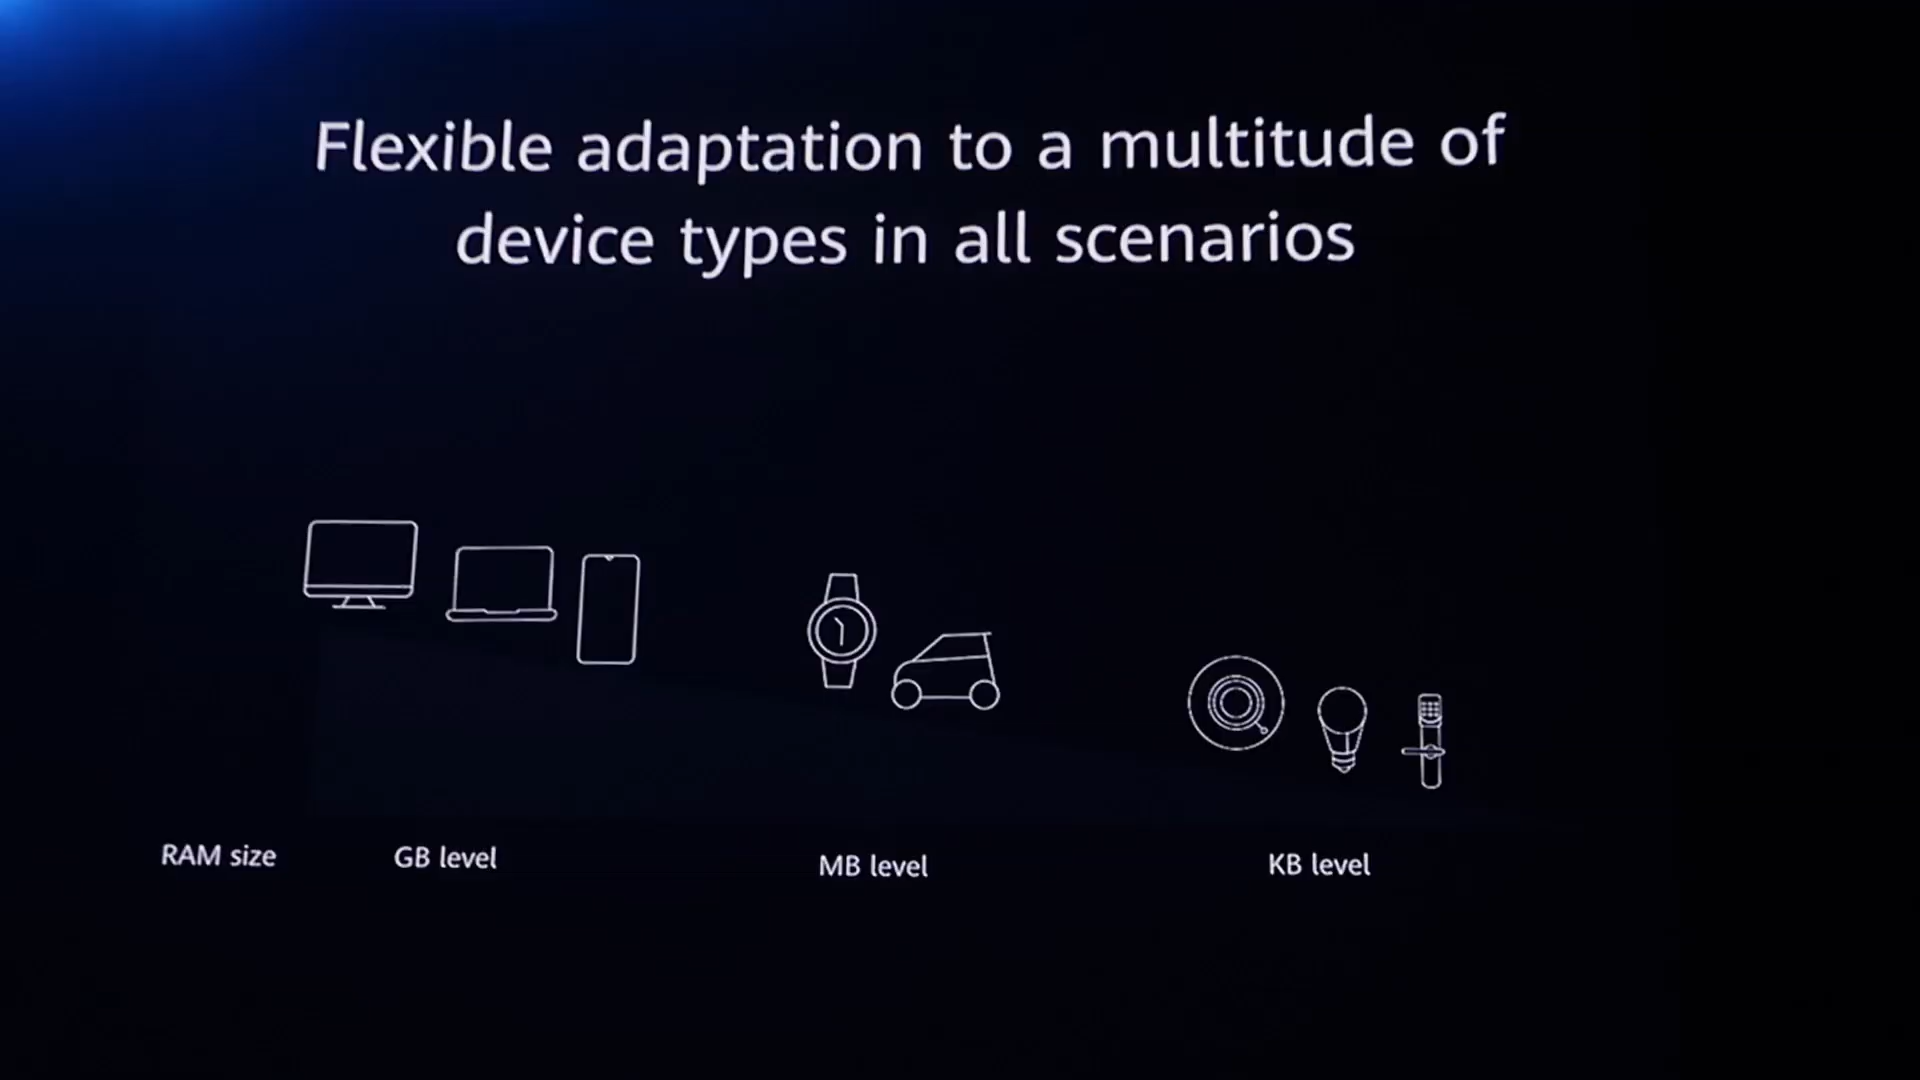 Flexible adaptation to a multitude of
device types in all scenarios
RAM size
GB level
MB level
KB level